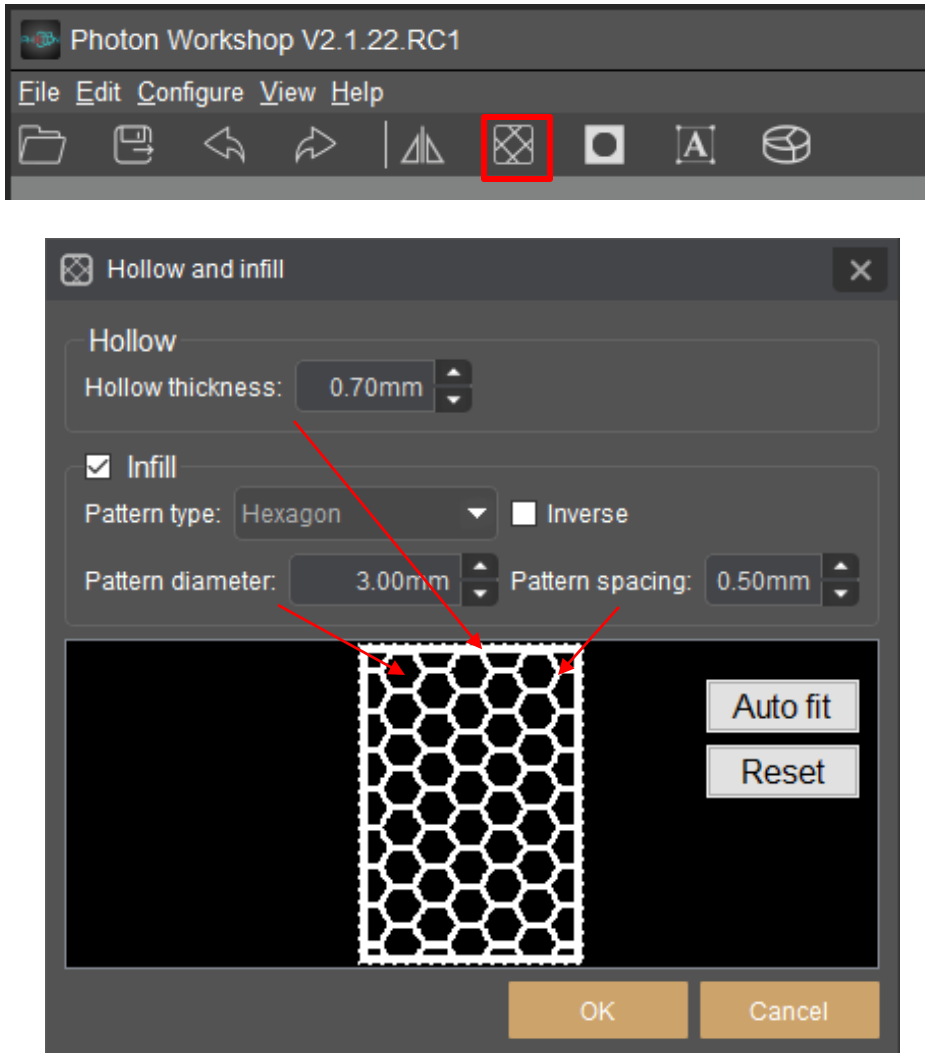 Photon Workshop V2.1.22.RC1
File Edit Configure View Help
A
Hollow and infill
Hollow
Hollow thickness: 0.70mm
Infill
Pattern type: Hexagon Inverse
Pattern diameter: 3.00mm Pattern spacing: 0.50mm
Auto fit
Reset
OK Cancel